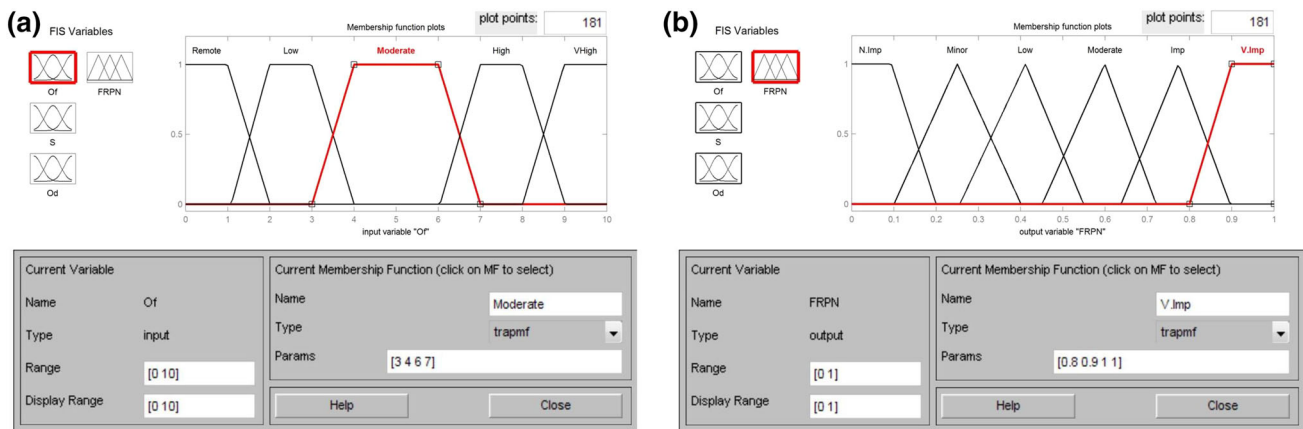 (a)
FIS Variables
Membership function plots
plot points: 181
Remote Low Moderate High VHigh
1
0.5
0
0 1 2 3 4 5 6 7 8 9 10
input variable "Of"
Of
FRPN
S
Od
Current Variable
Name Of
Type input
Range [0 10]
Display Range [0 10]
Current Membership Function (click on MF to select)
Name Moderate
Type trapmf
Params [3 4 6 7]
Help Close
(b)
FIS Variables
Membership function plots
plot points: 181
N.Imp Minor Low Moderate Imp V.Imp
1
0.5
0
0 0.1 0.2 0.3 0.4 0.5 0.6 0.7 0.8 0.9 1
output variable "FRPN"
Of
FRPN
S
Od
Current Variable
Name FRPN
Type output
Range [0 1]
Display Range [0 1]
Current Membership Function (click on MF to select)
Name V.Imp
Type trapmf
Params [0.8 0.9 1 1]
Help Close